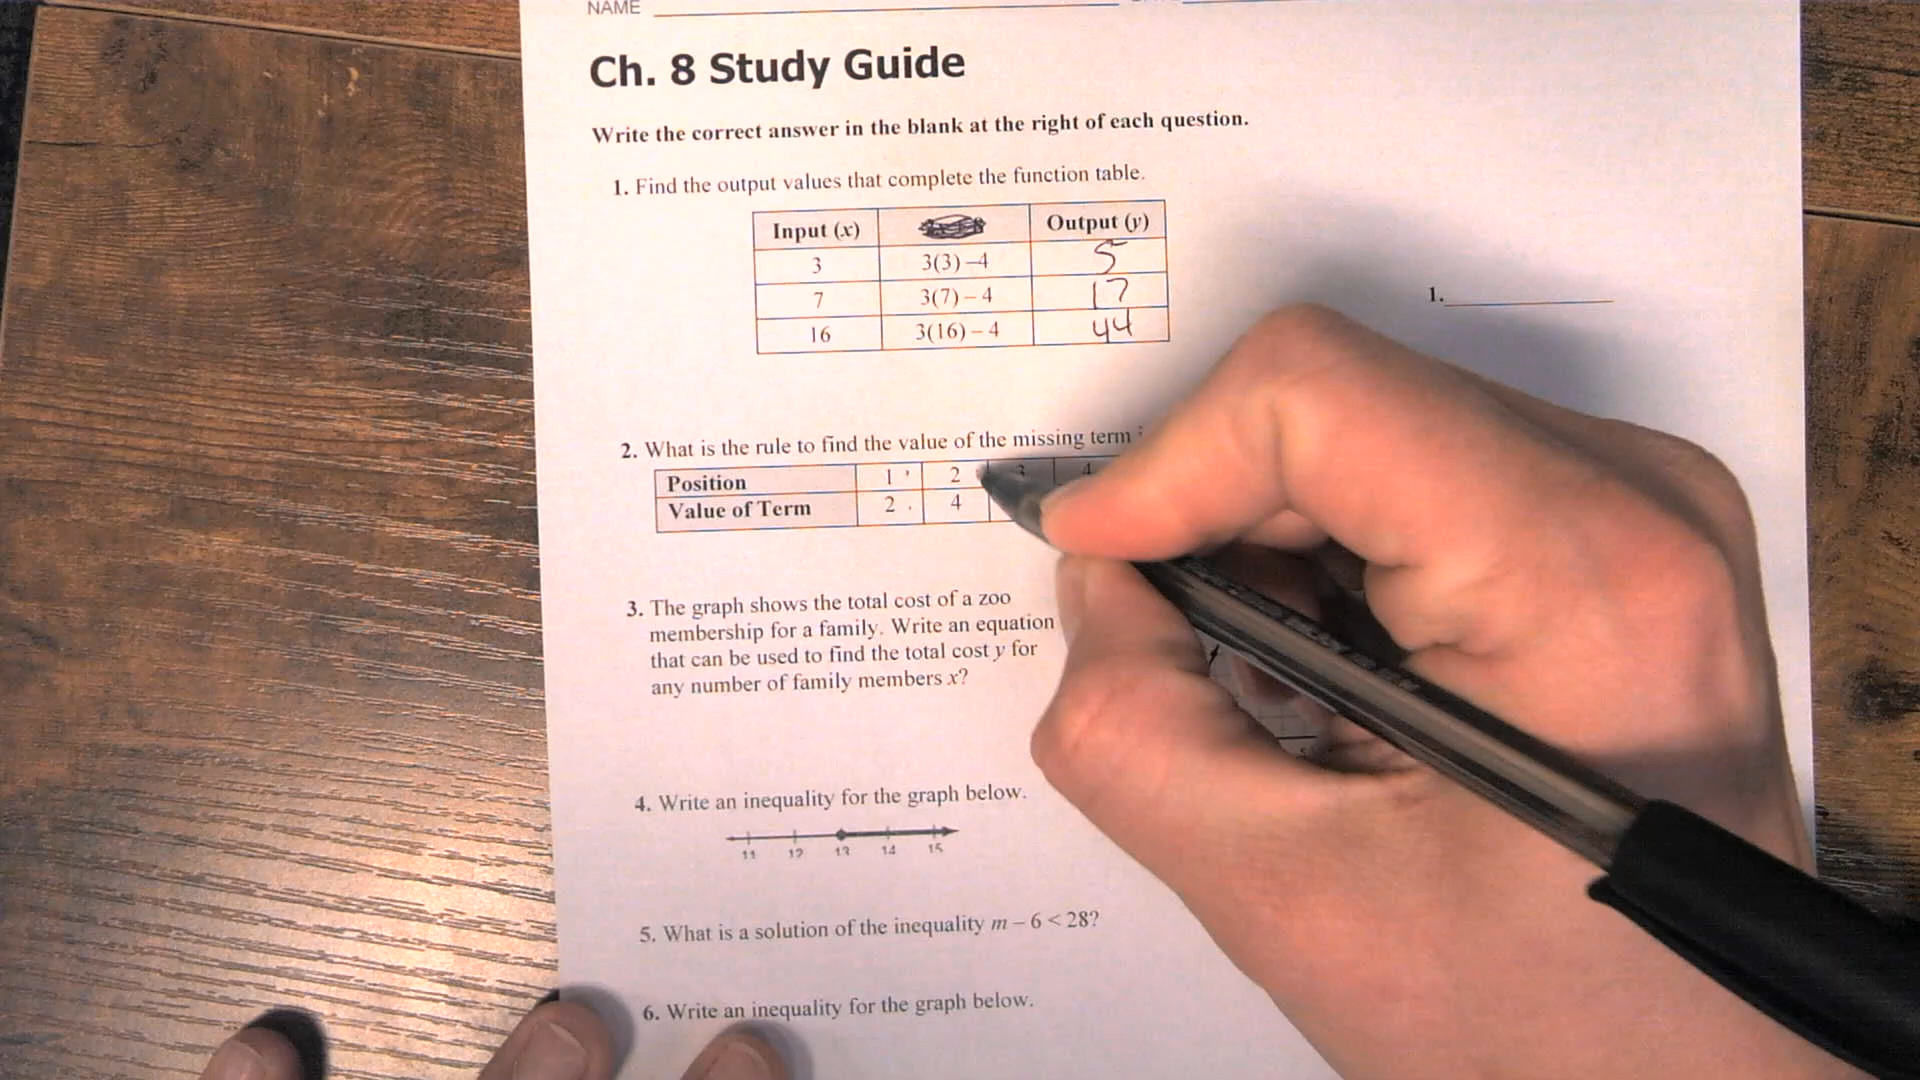 NAME
Ch. 8 Study Guide
Write the correct answer in the blank at the right of each question.
1. Find the output values that complete the function table.
Input (x) Output (y)
3 3(3) – 4 5
7 3(7) – 4 17
16 3(16) – 4 44
1.
2. What is the rule to find the value of the missing term
Position 1 2 3 4
Value of Term 2 4
3. The graph shows the total cost of a zoo
membership for a family. Write an equation
that can be used to find the total cost y for
any number of family members x?
4. Write an inequality for the graph below.
11 12 13 14 15
5. What is a solution of the inequality m – 6 < 28?
6. Write an inequality for the graph below.